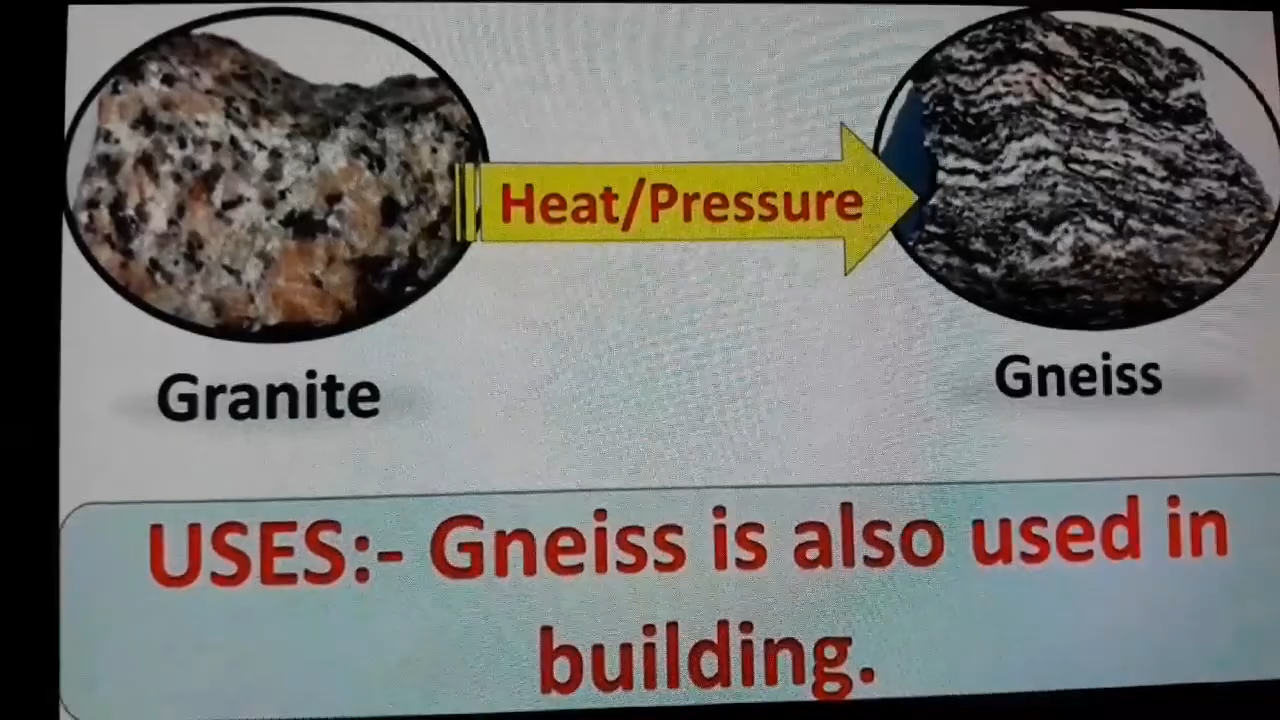 Heat/Pressure
Granite
Gneiss
USES:- Gneiss is also used in
building.